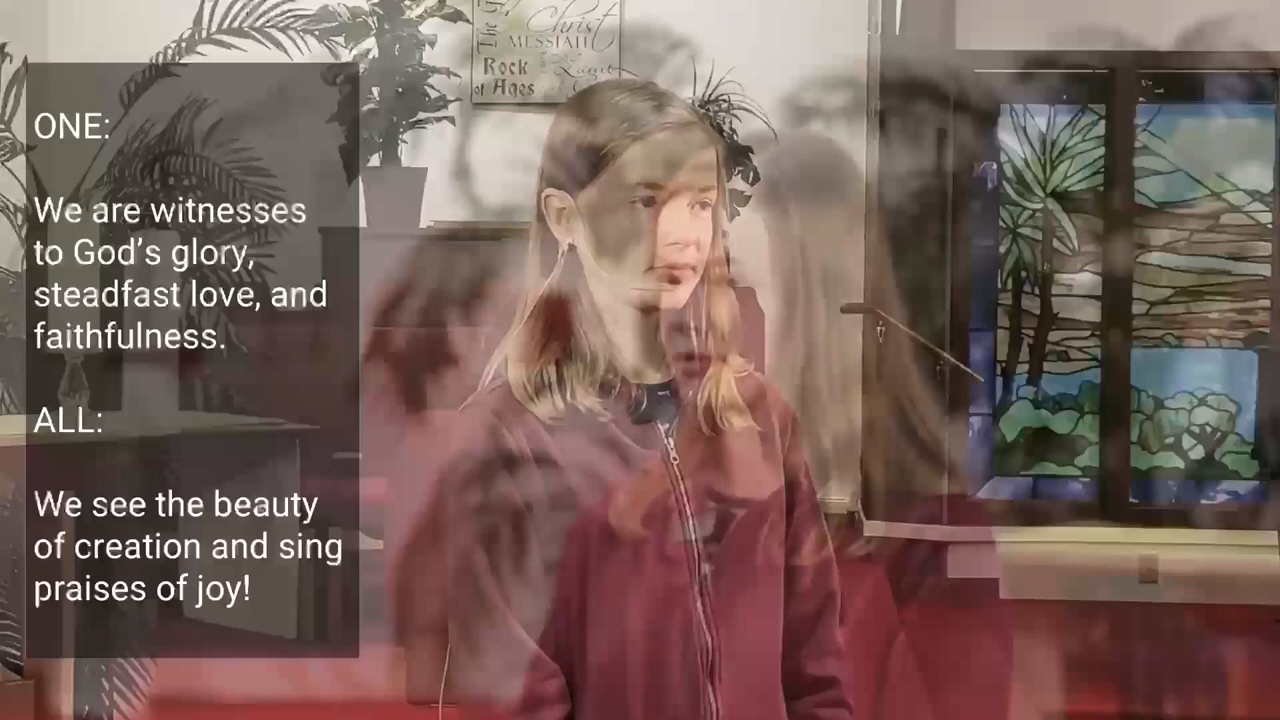 ONE:
We are witnesses
to God’s glory,
steadfast love, and
faithfulness.
ALL:
We see the beauty
of creation and sing
praises of joy!
Christ
MESSIAH
Rock
of Ages
Lamb